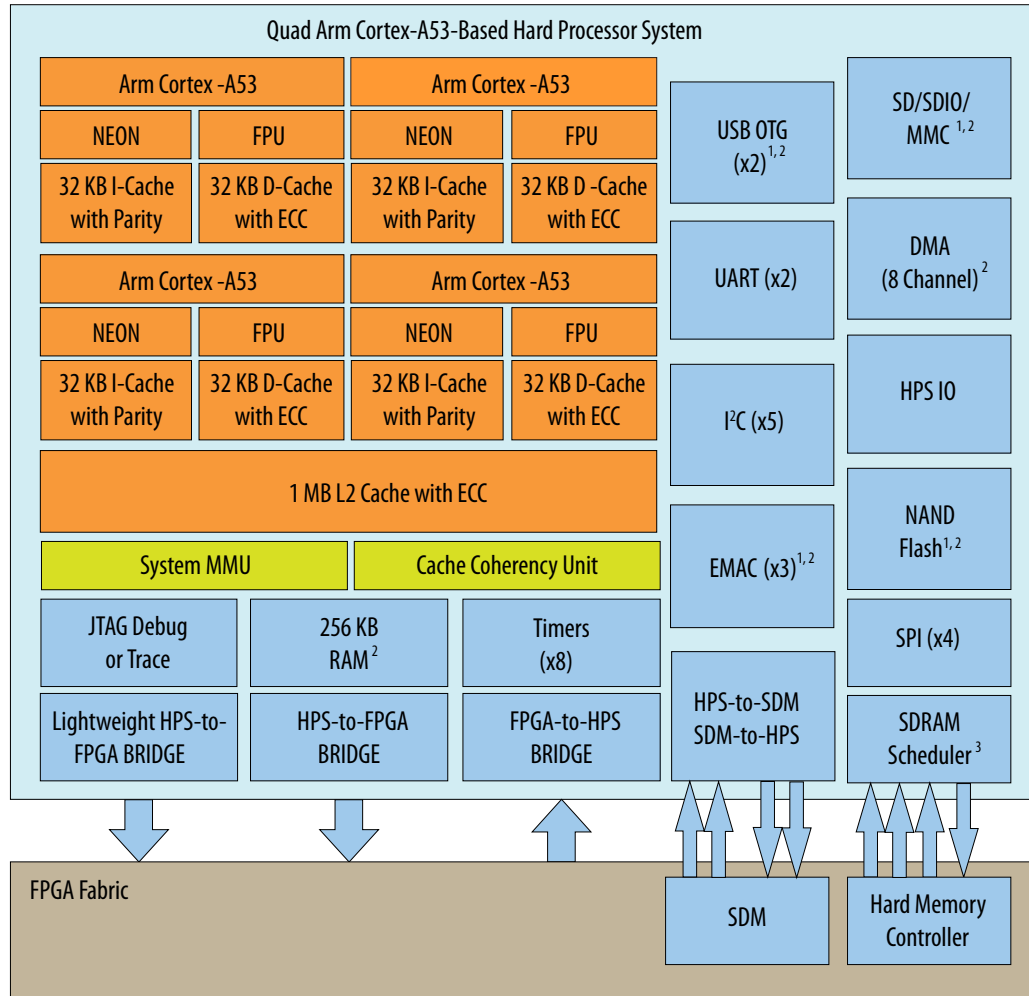 Quad Arm Cortex-A53-Based Hard Processor System
Arm Cortex -A53
Arm Cortex -A53
NEON
FPU
NEON
FPU
32 KB I-Cache
with Parity
32 KB D-Cache
with ECC
32 KB I-Cache
with Parity
32 KB D -Cache
with ECC
Arm Cortex -A53
Arm Cortex -A53
NEON
FPU
NEON
FPU
32 KB I-Cache
with Parity
32 KB D-Cache
with ECC
32 KB I-Cache
with Parity
32 KB D-Cache
with ECC
1 MB L2 Cache with ECC
System MMU
Cache Coherency Unit
JTAG Debug
or Trace
256 KB
RAM 2
Timers
(x8)
Lightweight HPS-to-
FPGA BRIDGE
HPS-to-FPGA
BRIDGE
FPGA-to-HPS
BRIDGE
USB OTG
(x2) 1, 2
UART (x2)
I²C (x5)
EMAC (x3) 1, 2
HPS-to-SDM
SDM-to-HPS
SD/SDIO/
MMC 1, 2
DMA
(8 Channel) 2
HPS IO
NAND
Flash 1, 2
SPI (x4)
SDRAM
Scheduler 3
FPGA Fabric
SDM
Hard Memory
Controller